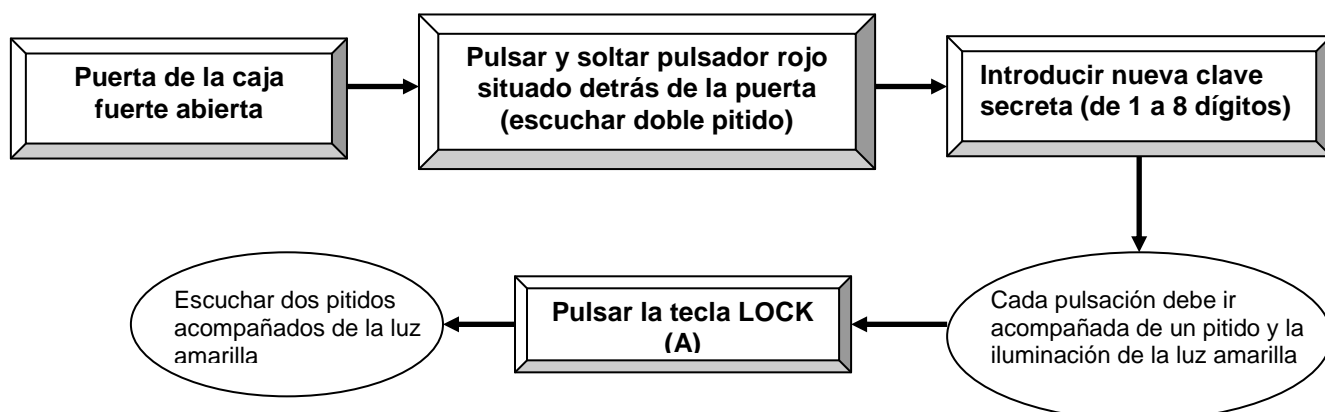 Puerta de la caja
fuerte abierta
Pulsar y soltar pulsador rojo
situado detrás de la puerta
(escuchar doble pitido)
Introducir nueva clave
secreta (de 1 a 8 dígitos)
Cada pulsación debe ir
acompañada de un pitido y la
iluminación de la luz amarilla
Pulsar la tecla LOCK
(A)
Escuchar dos pitidos
acompañados de la luz
amarilla